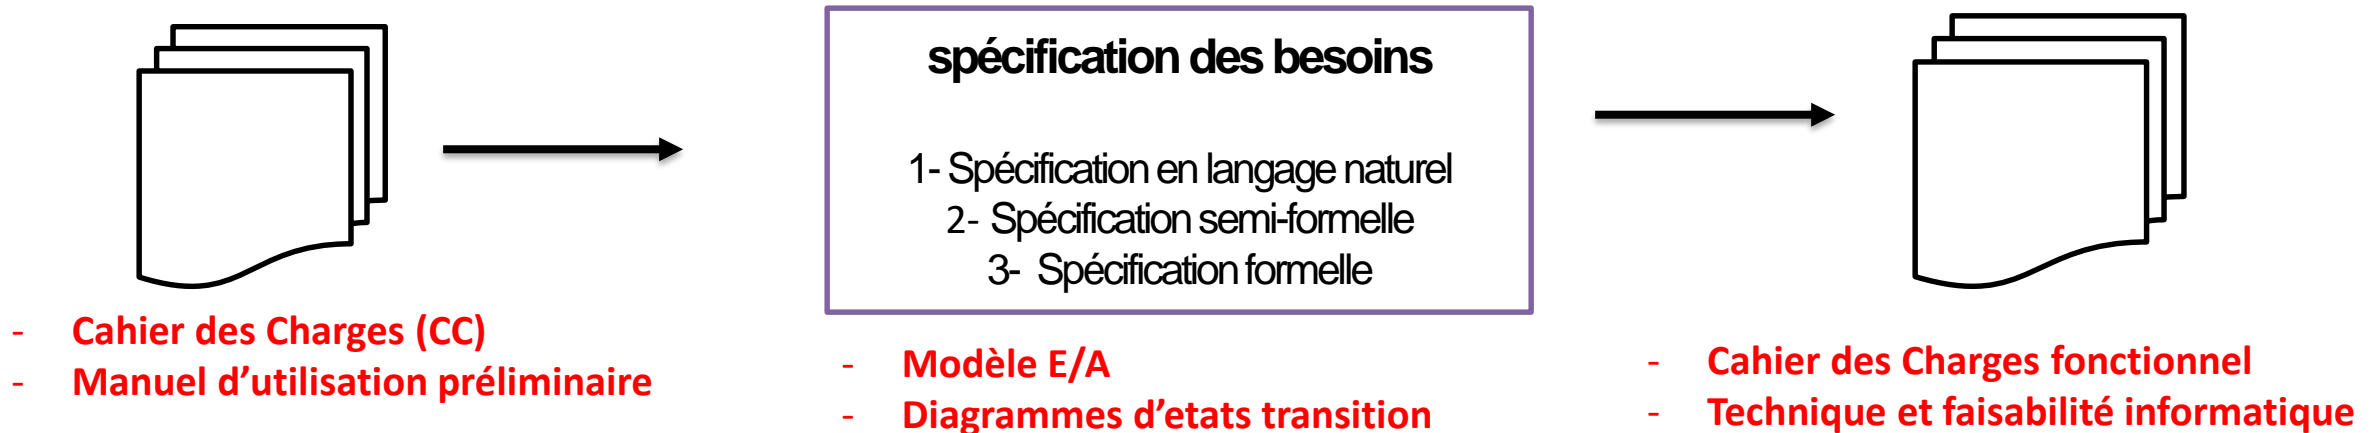 spécification des besoins
1- Spécification en langage naturel
2- Spécification semi-formelle
3- Spécification formelle
- Cahier des Charges (CC)
- Manuel d’utilisation préliminaire
- Modèle E/A
- Diagrammes d’etats transition
- Cahier des Charges fonctionnel
- Technique et faisabilité informatique